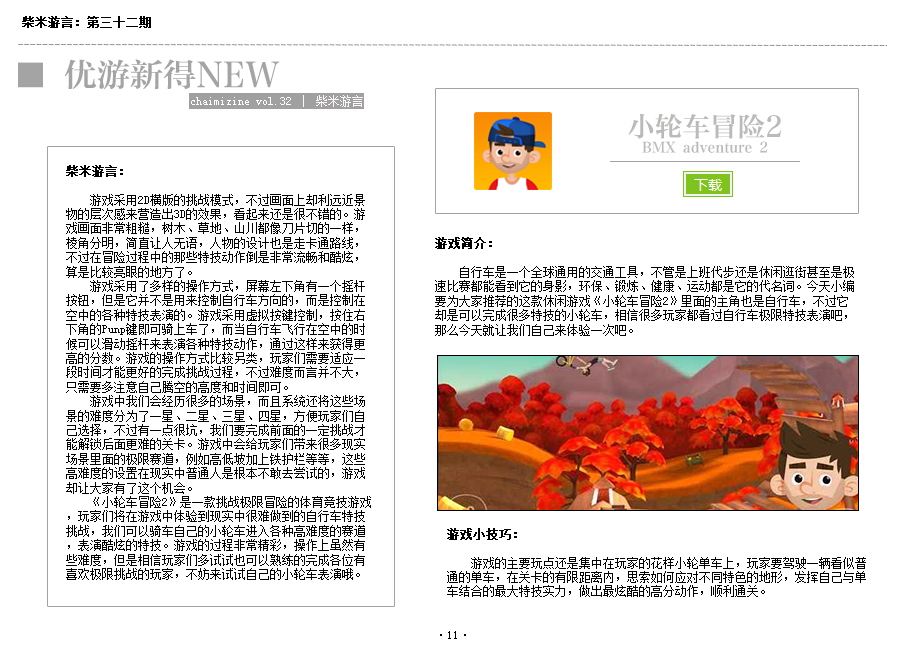 柴米游言：第三十二期
优游新得NEW
chaimizine vol.32 | 柴米游言
柴米游言：
游戏采用2D横版的挑战模式，不过画面上却利远近景
物的层次感来营造出3D的效果，看起来还是很不错的。游
戏画面非常粗糙，树木、草地、山川都像刀片切的一样，
棱角分明，简直让人无语，人物的设计也是走卡通路线，
不过在冒险过程中的那些特技动作倒是非常流畅和酷炫，
算是比较亮眼的地方了。
游戏采用了多样的操作方式，屏幕左下角有一个摇杆
按钮，但是它并不是用来控制自行车方向的，而是控制在
空中的各种特技表演的。游戏采用虚拟按键控制，按住右
下角的Pump键即可骑上车了，而当自行车飞行在空中的时
候可以滑动摇杆来表演各种特技动作，通过这样来获得更
高的分数。游戏的操作方式比较另类，玩家们需要适应一
段时间才能更好的完成挑战过程，不过难度而言并不大，
只需要多注意自己腾空的高度和时间即可。
游戏中我们会经历很多的场景，而且系统还将这些场
景的难度分为了一星、二星、三星、四星，方便玩家们自
己选择，不过有一点很坑，我们要完成前面的一定挑战才
能解锁后面更难的关卡。游戏中会给玩家们带来很多现实
场景里面的极限赛道，例如高低坡加上铁护栏等等，这些
高难度的设置在现实中普通人是根本不敢去尝试的，游戏
却让大家有了这个机会。
《小轮车冒险2》是一款挑战极限冒险的体育竞技游戏
，玩家们将在游戏中体验到现实中很难做到的自行车特技
挑战，我们可以骑车自己的小轮车进入各种高难度的赛道
，表演酷炫的特技。游戏的过程非常精彩，操作上虽然有
些难度，但是相信玩家们多试试也可以熟练的完成各位有
喜欢极限挑战的玩家，不妨来试试自己的小轮车表演哦。
小轮车冒险2
BMX adventure 2
下载
游戏简介：
自行车是一个全球通用的交通工具，不管是上班代步还是休闲逛街甚至是极
速比赛都能看到它的身影，环保、锻炼、健康、运动都是它的代名词。今天小编
要为大家推荐的这款休闲游戏《小轮车冒险2》里面的主角也是自行车，不过它
却是可以完成很多特技的小轮车，相信很多玩家都看过自行车极限特技表演吧，
那么今天就让我们自己来体验一次吧。
游戏小技巧：
游戏的主要玩点还是集中在玩家的花样小轮单车上，玩家要驾驶一辆看似普
通的单车，在关卡的有限距离内，思索如何应对不同特色的地形，发挥自己与单
车结合的最大特技实力，做出最炫酷的高分动作，顺利通关。
·11·